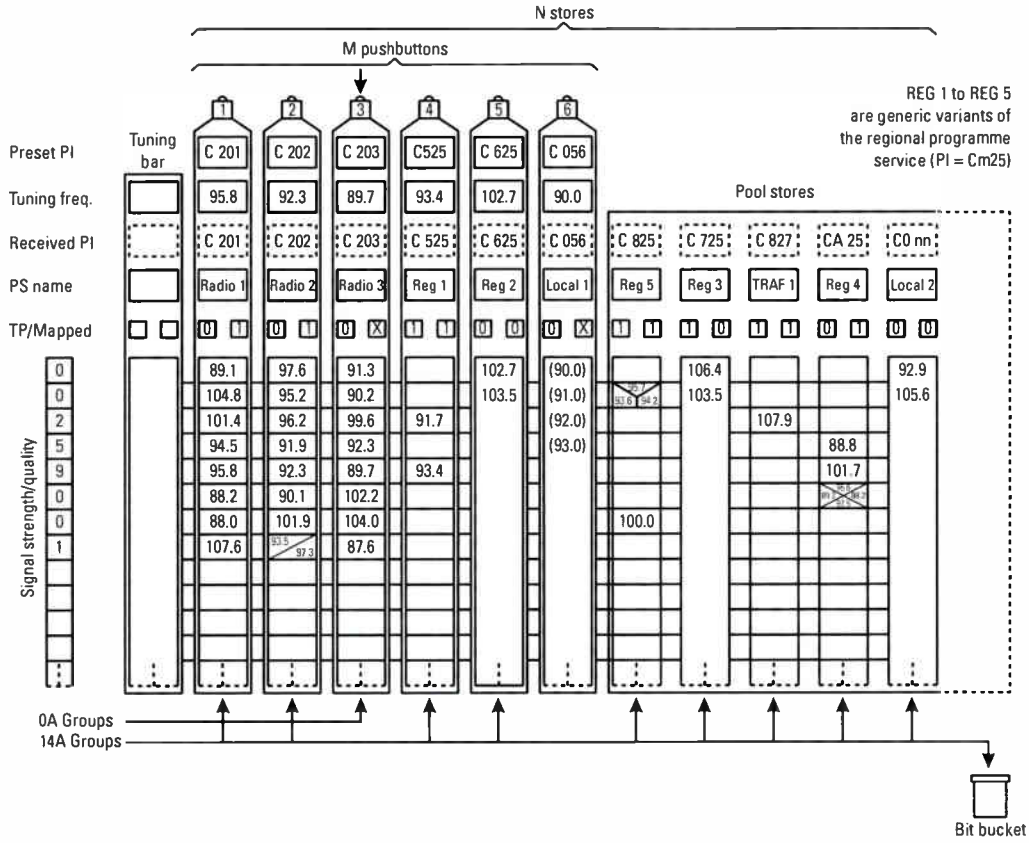 N stores
M pushbuttons
REG 1 to REG 5
are generic variants of
the regional programme
service (PI = Cm25)
1 2 3 4 5 6
Tuning
bar
Preset PI C 201 C 202 C 203 C525 C 625 C 056
Pool stores
Tuning freq. 95.8 92.3 89.7 93.4 102.7 90.0
Received PI C 201 C 202 C 203 C 525 C 625 C 056 C 825 C 725 C 827 CA 25 C0 nn
PS name Radio 1 Radio 2 Radio 3 Reg 1 Reg 2 Local 1 Reg 5 Reg 3 TRAF 1 Reg 4 Local 2
TP/Mapped 0 1 0 1 0 X 1 1 0 0 0 X 1 1 1 0 1 1 0 1 0 0
Signal strength/quality
0 89.1 97.6 91.3 102.7 (90.0) 106.4 92.9
0 104.8 95.2 90.2 103.5 (91.0) 95.7 93.6 94.2 103.5 105.6
2 101.4 96.2 99.6 91.7 (92.0) 107.9
5 94.5 91.9 92.3 (93.0) 88.8
9 95.8 92.3 89.7 93.4 101.7
0 88.2 90.1 102.2
0 88.0 101.9 104.0 100.0
1 107.6 93.5 97.3 87.6
0A Groups
14A Groups
Bit bucket